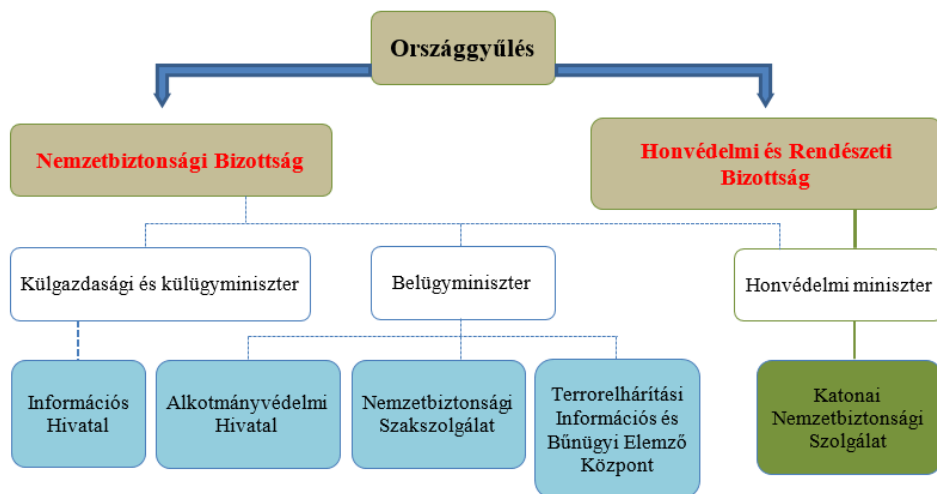 Országgyűlés
Nemzetbiztonsági Bizottság
Honvédelmi és Rendészeti
Bizottság
Külgazdasági és külügyminiszter
Belügyminiszter
Honvédelmi miniszter
Információs
Hivatal
Alkotmányvédelmi
Hivatal
Nemzetbiztonsági
Szakszolgálat
Terrorelhárítási
Információs és
Bűnügyi Elemző
Központ
Katonai
Nemzetbiztonsági
Szolgálat